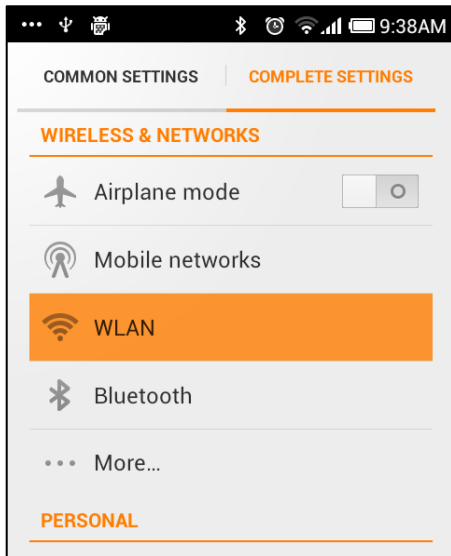 9:38AM
COMMON SETTINGS COMPLETE SETTINGS
WIRELESS & NETWORKS
Airplane mode
Mobile networks
WLAN
Bluetooth
More...
PERSONAL